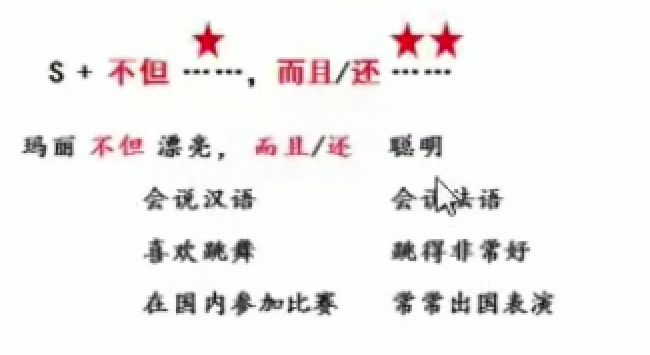 S + 不但 ……, 而且/还 ……
玛丽 不但 漂亮, 而且/还 聪明
会说汉语 会说法语
喜欢跳舞 跳得非常好
在国内参加比赛 常常出国表演